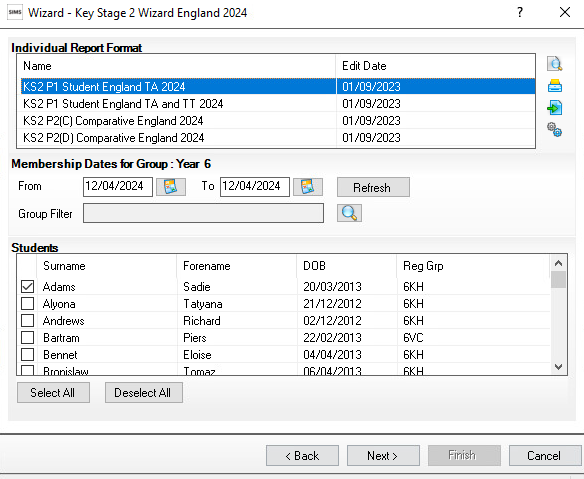 SIMS Wizard - Key Stage 2 Wizard England 2024
Individual Report Format
Name Edit Date
KS2 P1 Student England TA 2024 01/09/2023
KS2 P1 Student England TA and TT 2024 01/09/2023
KS2 P2(C) Comparative England 2024 01/09/2023
KS2 P2(D) Comparative England 2024 01/09/2023
Membership Dates for Group : Year 6
From 12/04/2024 To 12/04/2024 Refresh
Group Filter
Students
Surname Forename DOB Reg Grp
Adams Sadie 20/03/2013 6KH
Alyona Tatyana 21/12/2012 6KH
Andrews Richard 02/12/2012 6KH
Bartram Piers 22/02/2013 6VC
Bennet Eloise 04/04/2013 6KH
Bronislaw Tomaz 06/04/2013 6KH
Select All Deselect All
< Back Next > Finish Cancel